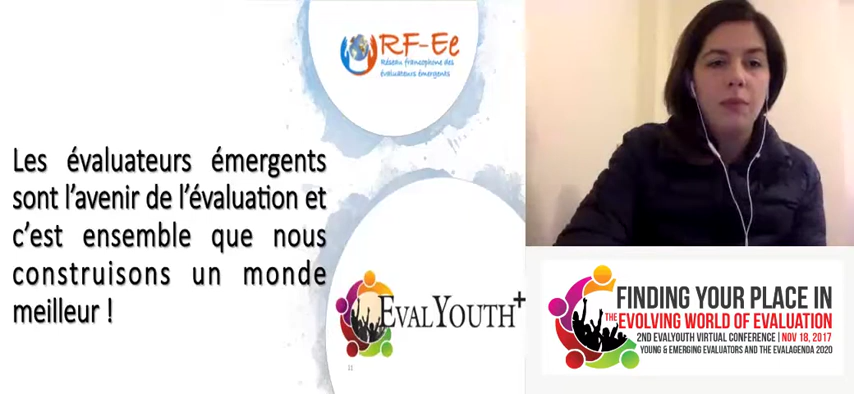 RF-Ee
Réseau francophone des
évaluateurs émergents
Les évaluateurs émergents
sont l'avenir de l'évaluation et
c'est ensemble que nous
construisons un monde
meilleur !
EVALYOUTH+
11
FINDING YOUR PLACE IN
THE EVOLVING WORLD OF EVALUATION
2ND EVALYOUTH VIRTUAL CONFERENCE | NOV 18, 2017
YOUNG & EMERGING EVALUATORS AND THE EVALAGENDA 2020